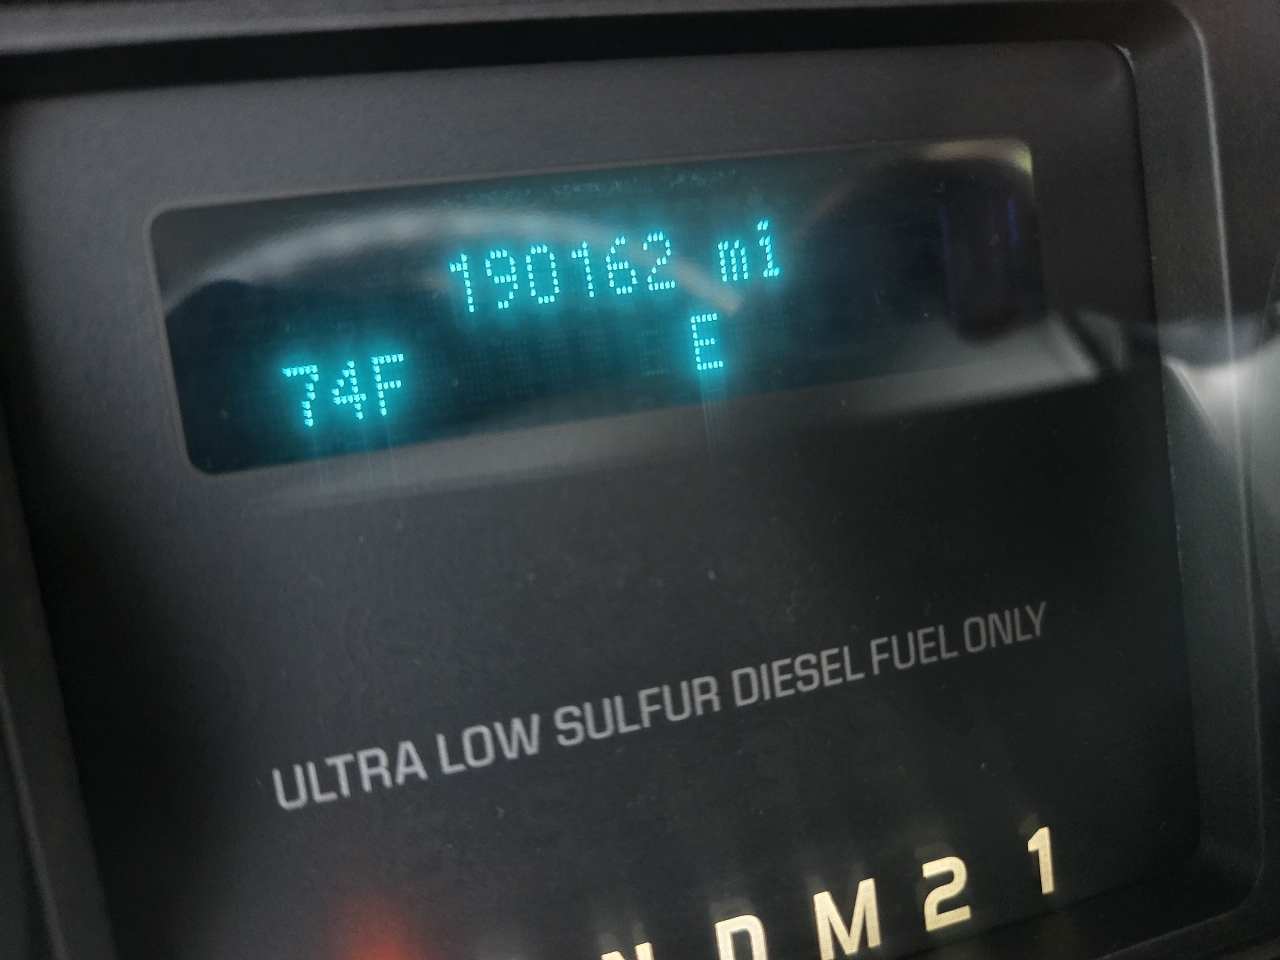 190162 mi
74F E
ULTRA LOW SULFUR DIESEL FUEL ONLY
N D M 2 1